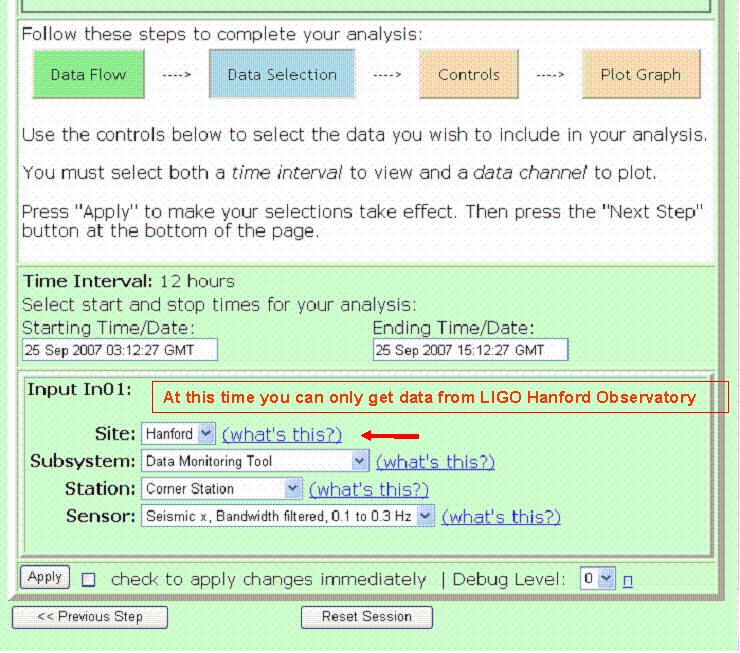 Follow these steps to complete your analysis:
Data Flow ----> Data Selection ----> Controls ----> Plot Graph
Use the controls below to select the data you wish to include in your analysis.
You must select both a time interval to view and a data channel to plot.
Press "Apply" to make your selections take effect. Then press the "Next Step"
button at the bottom of the page.
Time Interval: 12 hours
Select start and stop times for your analysis:
Starting Time/Date: Ending Time/Date:
25 Sep 2007 03:12:27 GMT 25 Sep 2007 15:12:27 GMT
Input In01:
At this time you can only get data from LIGO Hanford Observatory
Site: Hanford (what's this?)
Subsystem: Data Monitoring Tool (what's this?)
Station: Corner Station (what's this?)
Sensor: Seismic x, Bandwidth filtered, 0.1 to 0.3 Hz (what's this?)
Apply check to apply changes immediately | Debug Level: 0 n
<< Previous Step Reset Session